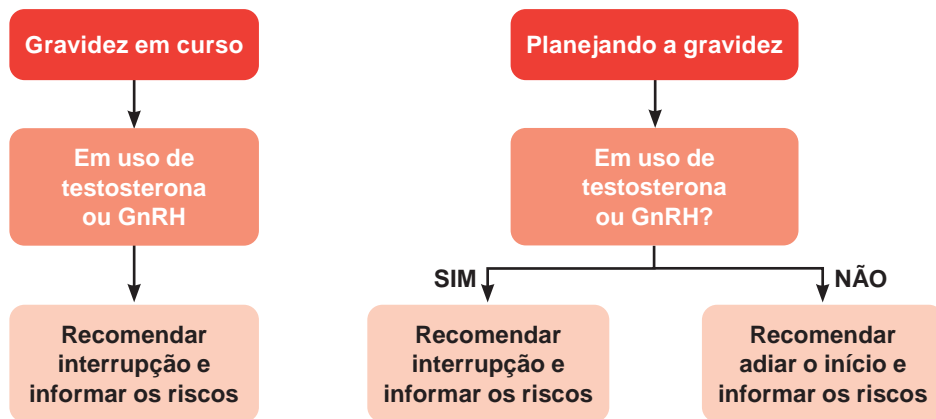 Gravidez em curso
Em uso de
testosterona
ou GnRH
Recomendar
interrupção e
informar os riscos
Planejando a gravidez
Em uso de
testosterona
ou GnRH?
SIM
NÃO
Recomendar
interrupção e
informar os riscos
Recomendar
adiar o início e
informar os riscos